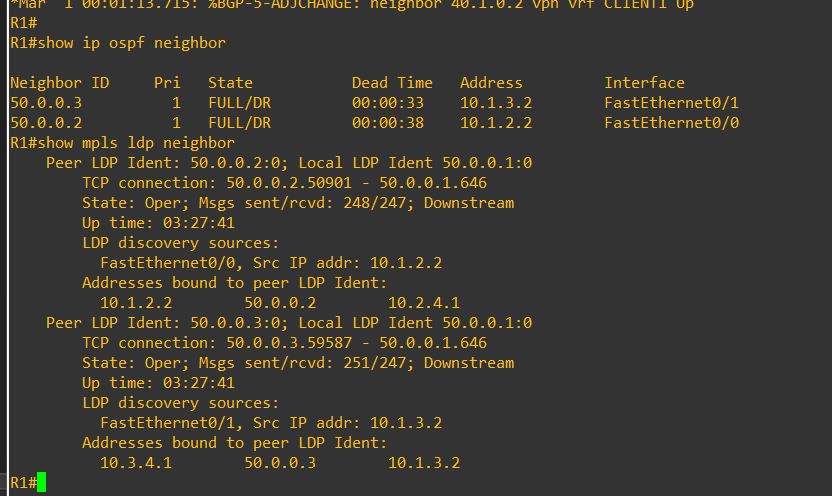 *Mar  1 00:01:13.715: %BGP-5-ADJCHANGE: neighbor 40.1.0.2 vpn vrf CLIENT1 Up
R1#
R1#show ip ospf neighbor

Neighbor ID     Pri   State           Dead Time   Address         Interface
50.0.0.3          1   FULL/DR         00:00:33    10.1.3.2        FastEthernet0/1
50.0.0.2          1   FULL/DR         00:00:38    10.1.2.2        FastEthernet0/0
R1#show mpls ldp neighbor
    Peer LDP Ident: 50.0.0.2:0; Local LDP Ident 50.0.0.1:0
        TCP connection: 50.0.0.2.50901 - 50.0.0.1.646
        State: Oper; Msgs sent/rcvd: 248/247; Downstream
        Up time: 03:27:41
        LDP discovery sources:
          FastEthernet0/0, Src IP addr: 10.1.2.2
        Addresses bound to peer LDP Ident:
          10.1.2.2        50.0.0.2        10.2.4.1
    Peer LDP Ident: 50.0.0.3:0; Local LDP Ident 50.0.0.1:0
        TCP connection: 50.0.0.3.59587 - 50.0.0.1.646
        State: Oper; Msgs sent/rcvd: 251/247; Downstream
        Up time: 03:27:41
        LDP discovery sources:
          FastEthernet0/1, Src IP addr: 10.1.3.2
        Addresses bound to peer LDP Ident:
          10.3.4.1        50.0.0.3        10.1.3.2
R1#